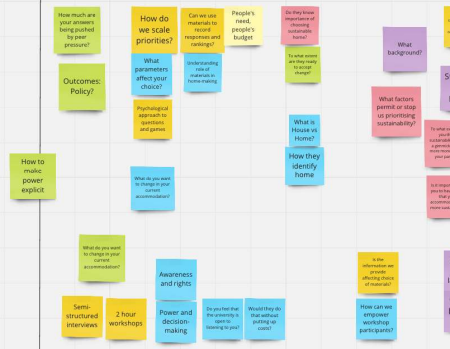 How much are
your answers
being pushed
by peer
pressure?
How do
we scale
priorities?
Can we use
materials to
record
responses and
rankings?
People's
need,
people's
budget
Do they know
importance of
choosing
sustainable
home?
What
background?
Outcomes:
Policy?
What
parameters
affect your
choice?
Understanding
role of
materials in
home-making
To what extent
are they ready
to accept
change?
Psychological
approach to
questions
and games
What factors
permit or stop
us prioritising
sustainability?
What is
House vs
Home?
How they
identify
home
How to
make
power
explicit
What do you want
to change in your
current
accommodation?
What do you want
to change in your
current
accommodation?
Awareness
and rights
Is the
information we
provide
affecting choice
of materials?
Semi-
structured
interviews
2 hour
workshops
Power and
decision-
making
Do you feel that
the university is
open to
listening to you?
Would they do
that without
putting up
costs?
How can we
empower
workshop
participants?